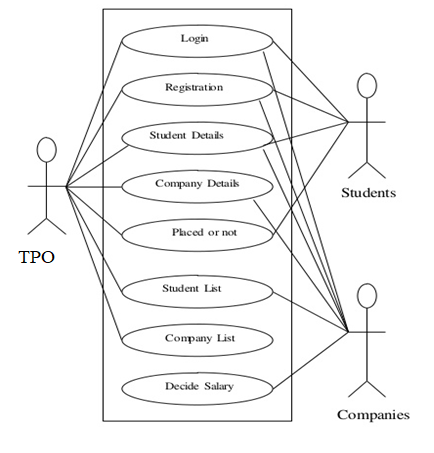 Login
Registration
Student Details
Company Details
Students
Placed or not
TPO
Student List
Company List
Decide Salary
Companies